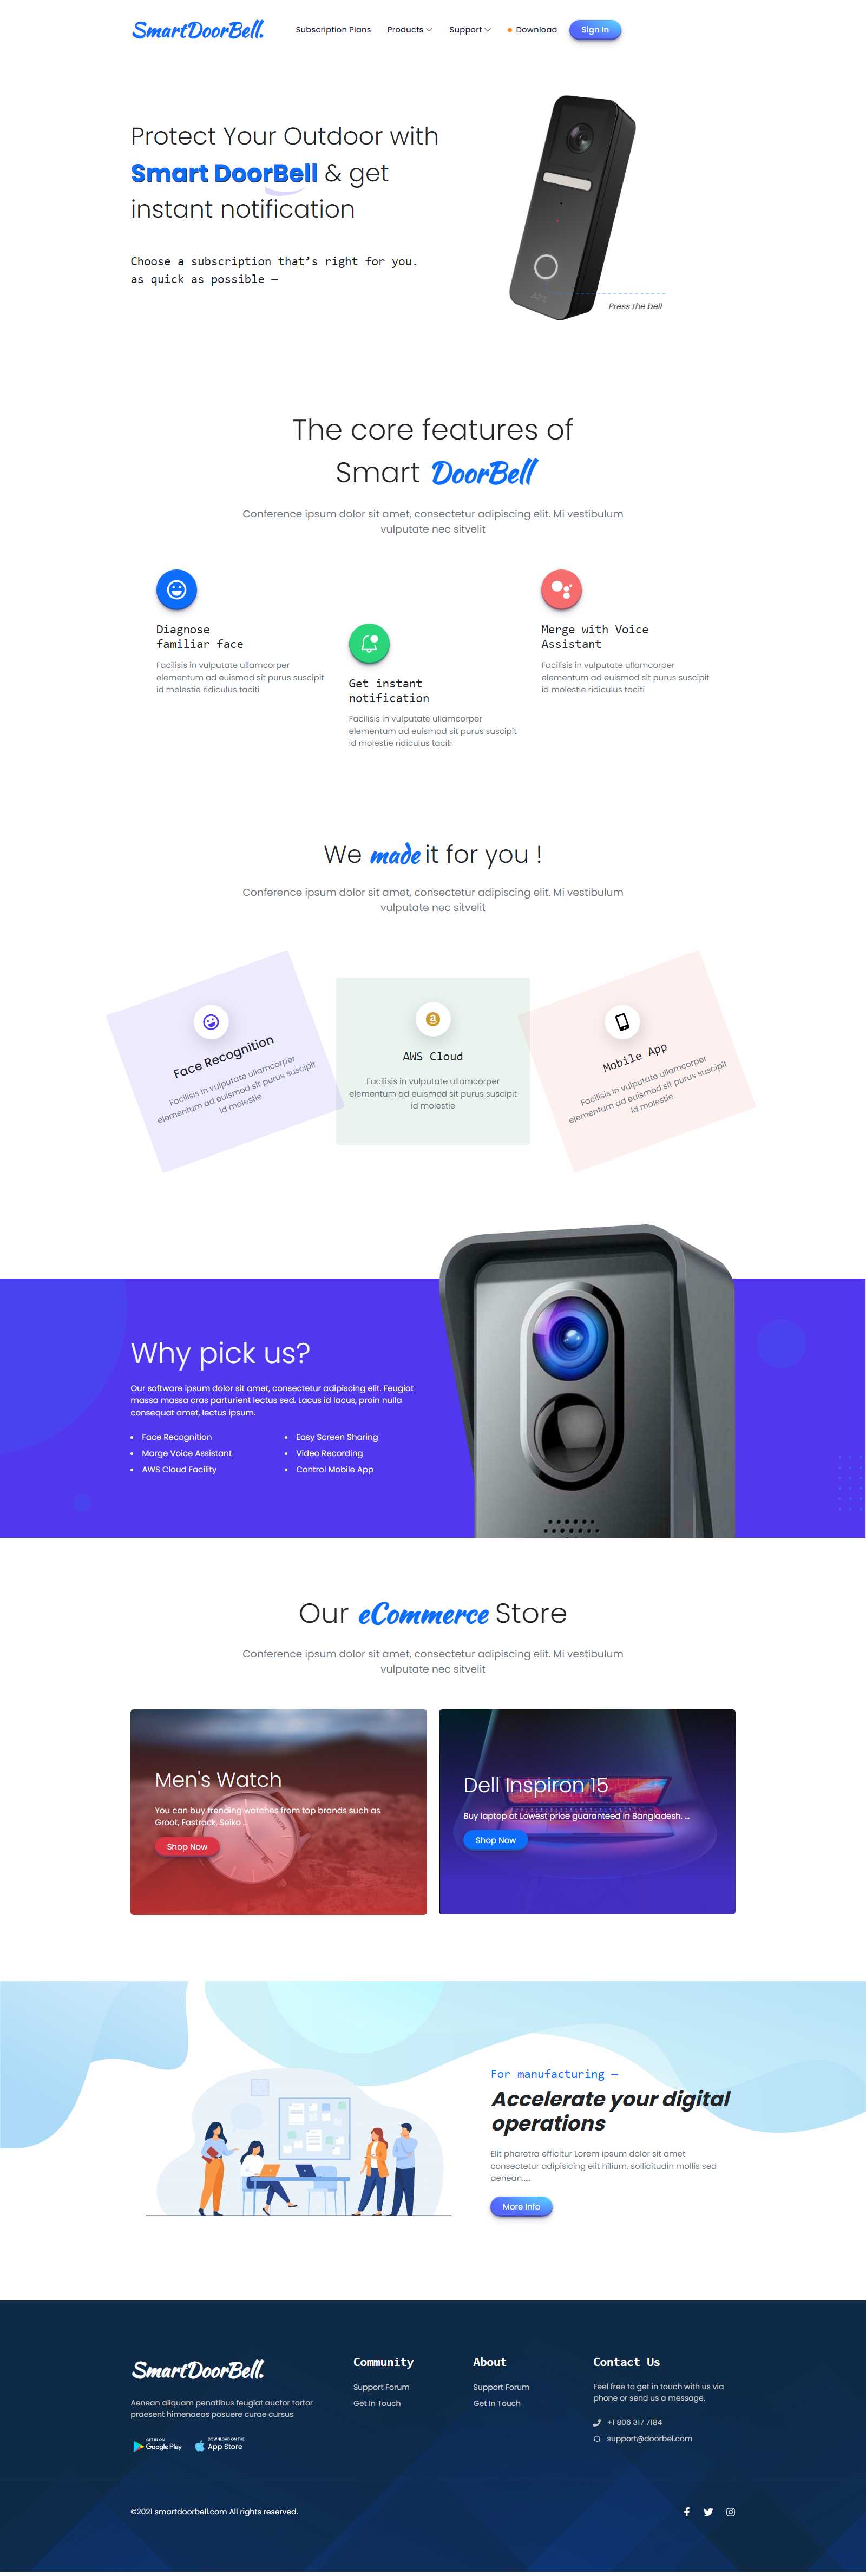 SmartDoorBell.
Subscription Plans
Products
Support
Download
Sign In
Protect Your Outdoor with
Smart DoorBell & get
instant notification
Choose a subscription that's right for you.
as quick as possible —
Press the bell
The core features of
Smart DoorBell
Conference ipsum dolor sit amet, consectetur adipiscing elit. Mi vestibulum
vulputate nec sitvelit
Diagnose
familiar face
Facilisis in vulputate ullamcorper
elementum ad euismod sit purus suscipit
id molestie ridiculus taciti
Get instant
notification
Facilisis in vulputate ullamcorper
elementum ad euismod sit purus suscipit
id molestie ridiculus taciti
Merge with Voice
Assistant
Facilisis in vulputate ullamcorper
elementum ad euismod sit purus suscipit
id molestie ridiculus taciti
We made it for you !
Conference ipsum dolor sit amet, consectetur adipiscing elit. Mi vestibulum
vulputate nec sitvelit
Face Recognition
Facilisis in vulputate ullamcorper
elementum ad euismod sit purus suscipit
id molestie
AWS Cloud
Facilisis in vulputate ullamcorper
elementum ad euismod sit purus suscipit
id molestie
Mobile App
Facilisis in vulputate ullamcorper
elementum ad euismod sit purus suscipit
id molestie
Why pick us?
Our software ipsum dolor sit amet, consectetur adipiscing elit. Feugiat
massa massa cras parturient lectus sed. Lacus id lacus, proin nulla
consequat amet, lectus ipsum.
Face Recognition
Marge Voice Assistant
AWS Cloud Facility
Easy Screen Sharing
Video Recording
Control Mobile App
Our eCommerce Store
Conference ipsum dolor sit amet, consectetur adipiscing elit. Mi vestibulum
vulputate nec sitvelit
Men's Watch
You can buy trending watches from top brands such as
Groot, Fastrack, Seiko ...
Shop Now
Dell Inspiron 15
Buy laptop at Lowest price guaranteed in Bangladesh. ...
Shop Now
For manufacturing —
Accelerate your digital
operations
Elit pharetra efficitur Lorem ipsum dolor sit amet
consectetur adipisicing elit hilium. sollicitudin mollis sed
aenean.....
More Info
SmartDoorBell.
Aenean aliquam penatibus feugiat auctor tortor
praesent himenaeos posuere curae cursus
GET IN ON
Google Play
DOWNLOAD ON THE
App Store
Community
Support Forum
Get In Touch
About
Support Forum
Get In Touch
Contact Us
Feel free to get in touch with us via
phone or send us a message.
+1 806 317 7184
support@doorbel.com
©2021 smartdoorbell.com All rights reserved.